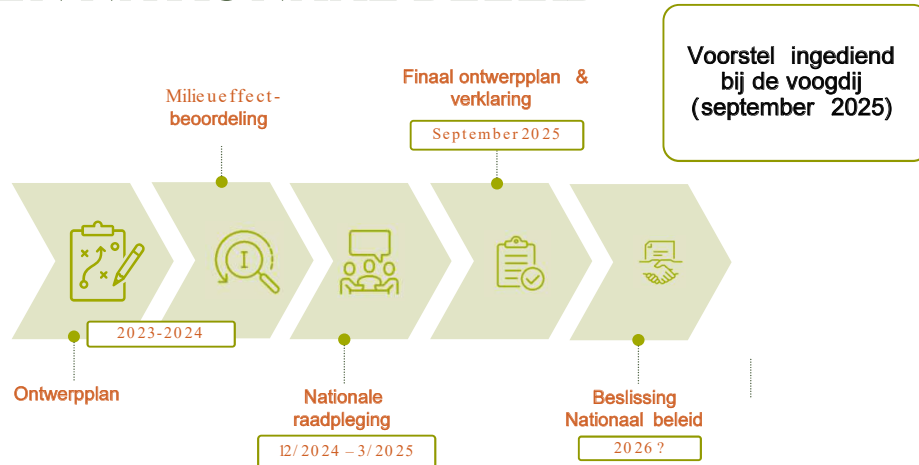 Voorstel ingediend
bij de voogdij
(september 2025)
Finaal ontwerpplan &
verklaring
September 2025
Milieueffect-
beoordeling
I
2023-2024
Ontwerpplan
Nationale
raadpleging
12/2024 – 3/2025
Beslissing
Nationaal beleid
2026 ?